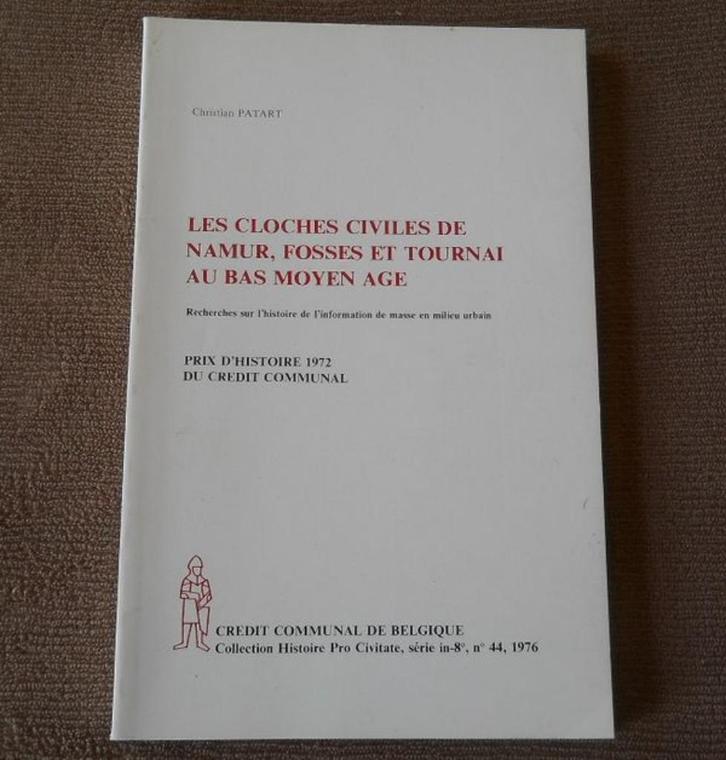 Christian PATART
LES CLOCHES CIVILES DE
NAMUR, FOSSES ET TOURNAI
AU BAS MOYEN AGE
Recherches sur l'histoire de l'information de masse en milieu urbain
PRIX D'HISTOIRE 1972
DU CREDIT COMMUNAL
CREDIT COMMUNAL DE BELGIQUE
Collection Histoire Pro Civitate, série in-8°, n° 44, 1976